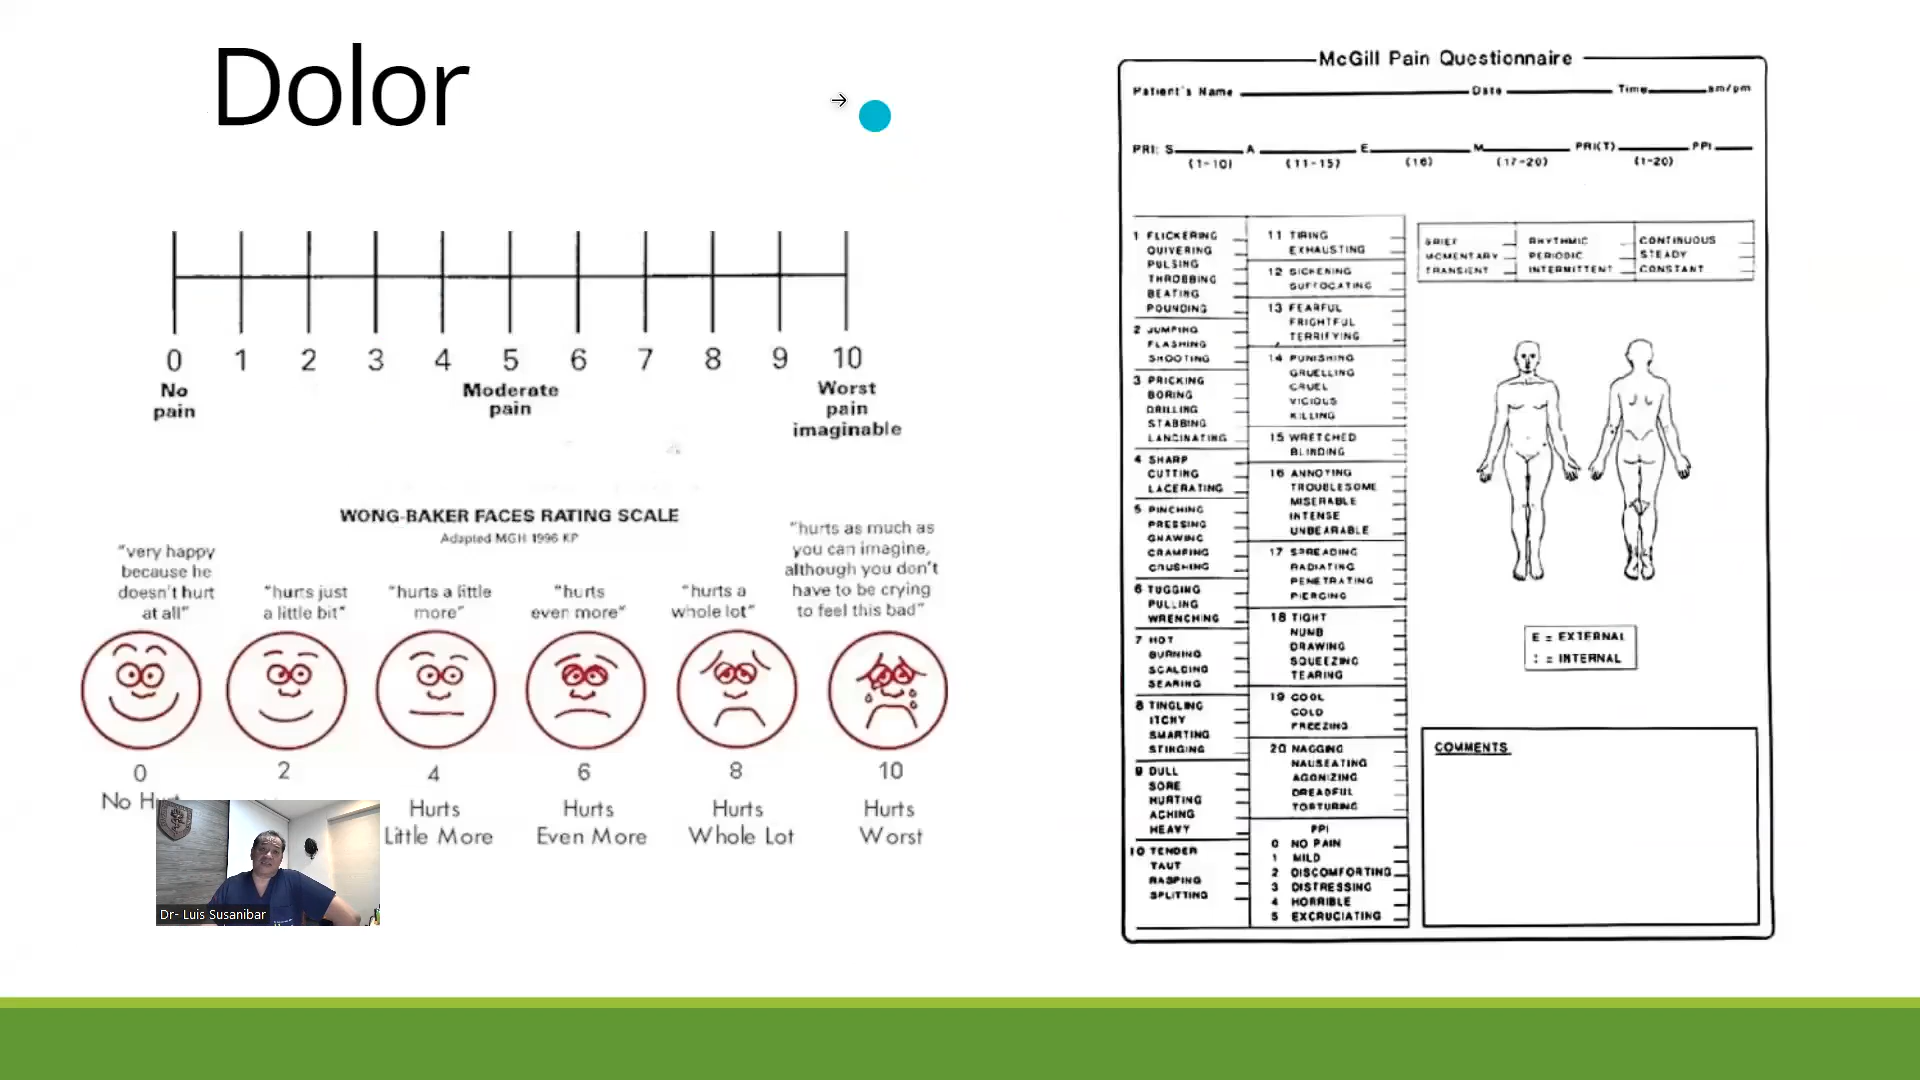 Dolor
0 1 2 3 4 5 6 7 8 9 10
No
pain
Moderate
pain
Worst
pain
imaginable
WONG-BAKER FACES RATING SCALE
Adapted MGH 1996 KP
"very happy
because he
doesn't hurt
at all"
"hurts just
a little bit"
"hurts a little
more"
"hurts
even more"
"hurts a
whole lot"
"hurts as much as
you can imagine,
although you don't
have to be crying
to feel this bad"
0 2 4 6 8 10
No
Hurts
Little More
Hurts
Even More
Hurts
Whole Lot
Hurts
Worst
Dr- Luis Susanibar
McGill Pain Questionnaire
Patient's Name Date Time am/pm
PRI: S A E M PRI(T) PPI
(1-10) (11-15) (16) (17-20) (1-20)
1 FLICKERING
QUIVERING
PULSING
THROBBING
BEATING
POUNDING
2 JUMPING
FLASHING
SHOOTING
3 PRICKING
BORING
DRILLING
STABBING
LANCINATING
4 SHARP
CUTTING
LACERATING
5 PINCHING
PRESSING
GNAWING
CRAMPING
CRUSHING
6 TUGGING
PULLING
WRENCHING
7 HOT
BURNING
SCALDING
SEARING
8 TINGLING
ITCHY
SMARTING
STINGING
9 DULL
SORE
HURTING
ACHING
HEAVY
10 TENDER
TAUT
RASPING
SPLITTING
11 TIRING
EXHAUSTING
12 SICKENING
SUFFOCATING
13 FEARFUL
FRIGHTFUL
TERRIFYING
14 PUNISHING
GRUELLING
CRUEL
VICIOUS
KILLING
15 WRETCHED
BLINDING
16 ANNOYING
TROUBLESOME
MISERABLE
INTENSE
UNBEARABLE
17 SPREADING
RADIATING
PENETRATING
PIERCING
18 TIGHT
NUMB
DRAWING
SQUEEZING
TEARING
19 COOL
COLD
FREEZING
20 NAGGING
NAUSEATING
AGONIZING
DREADFUL
TORTURING
PPI
0 NO PAIN
1 MILD
2 DISCOMFORTING
3 DISTRESSING
4 HORRIBLE
5 EXCRUCIATING
BRIEF
MOMENTARY
TRANSIENT
RHYTHMIC
PERIODIC
INTERMITTENT
CONTINUOUS
STEADY
CONSTANT
E = EXTERNAL
I = INTERNAL
COMMENTS